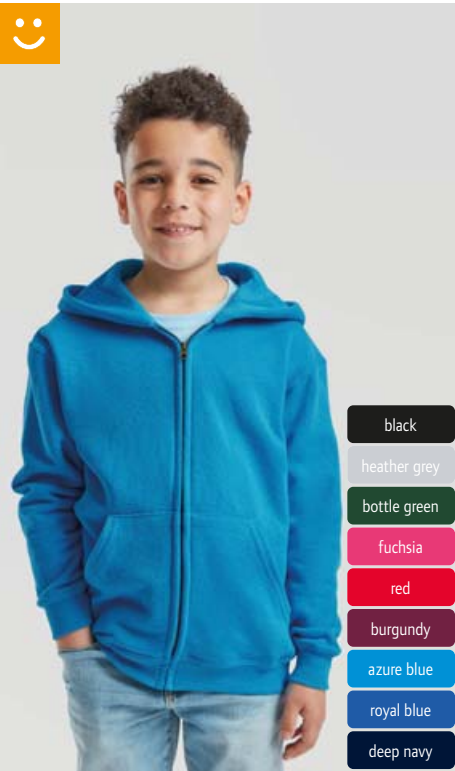 black
heather grey
bottle green
fuchsia
red
burgundy
azure blue
royal blue
deep navy